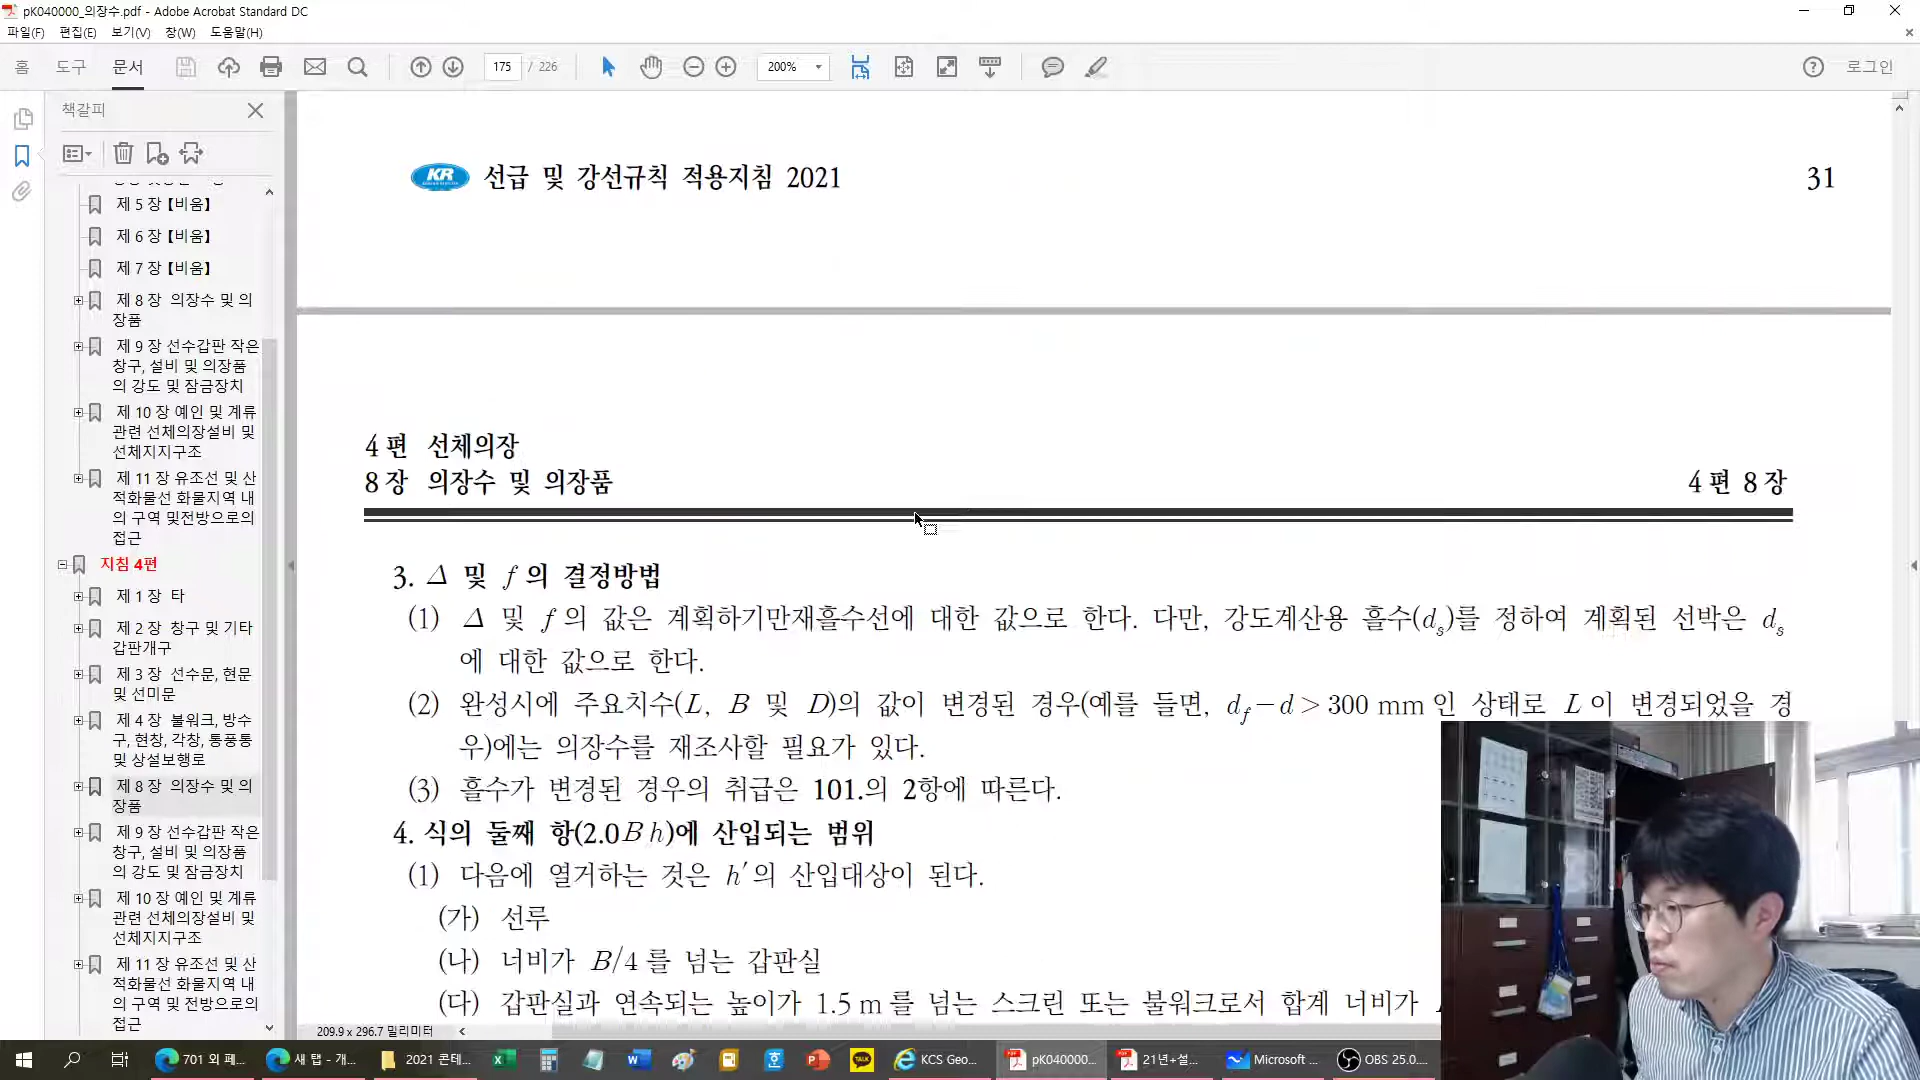 pK040000_의장수.pdf - Adobe Acrobat Standard DC
파일(F) 편집(E) 보기(V) 창(W) 도움말(H)
홈 도구 문서 175 / 226 200% 로그인
책갈피
제 5 장【비움】
제 6 장【비움】
제 7 장【비움】
제 8 장 의장수 및 의
장품
제 9 장 선수갑판 작은
창구, 설비 및 의장품
의 강도 및 잠금장치
제 10 장 예인 및 계류
관련 선체의장설비 및
선체지지구조
제 11 장 유조선 및 산
적화물선 화물지역 내
의 구역 및전방으로의
접근
지침 4편
제 1 장 타
제 2 장 창구 및 기타
갑판개구
제 3 장 선수문, 현문
및 선미문
제 4 장 불워크, 방수
구, 현창, 각창, 통풍통
및 상설보행로
제 8 장 의장수 및 의
장품
제 9 장 선수갑판 작은
창구, 설비 및 의장품
의 강도 및 잠금장치
제 10 장 예인 및 계류
관련 선체의장설비 및
선체지지구조
제 11 장 유조선 및 산
적화물선 화물지역 내
의 구역 및 전방으로의
접근
KR 선급 및 강선규칙 적용지침 2021 31
4 편 선체의장
8 장 의장수 및 의장품 4 편 8 장
3. Δ 및 f 의 결정방법
(1) Δ 및 f 의 값은 계획하기만재흘수선에 대한 값으로 한다. 다만, 강도계산용 흘수(ds)를 정하여 계획된 선박은 ds
에 대한 값으로 한다.
(2) 완성시에 주요치수(L, B 및 D)의 값이 변경된 경우(예를 들면, df − d > 300 mm 인 상태로 L 이 변경되었을 경
우)에는 의장수를 재조사할 필요가 있다.
(3) 흘수가 변경된 경우의 취급은 101.의 2항에 따른다.
4. 식의 둘째 항(2.0Bh)에 산입되는 범위
(1) 다음에 열거하는 것은 h′의 산입대상이 된다.
(가) 선루
(나) 너비가 B/4 를 넘는 갑판실
(다) 갑판실과 연속되는 높이가 1.5 m 를 넘는 스크린 또는 불워크로서 합계 너비가
209.9 x 296.7 밀리미터
701 외 페... 새 탭 - 개... 2021 콘테... KCS Geo... pK040000... 21년+설... Microsoft ... OBS 25.0....